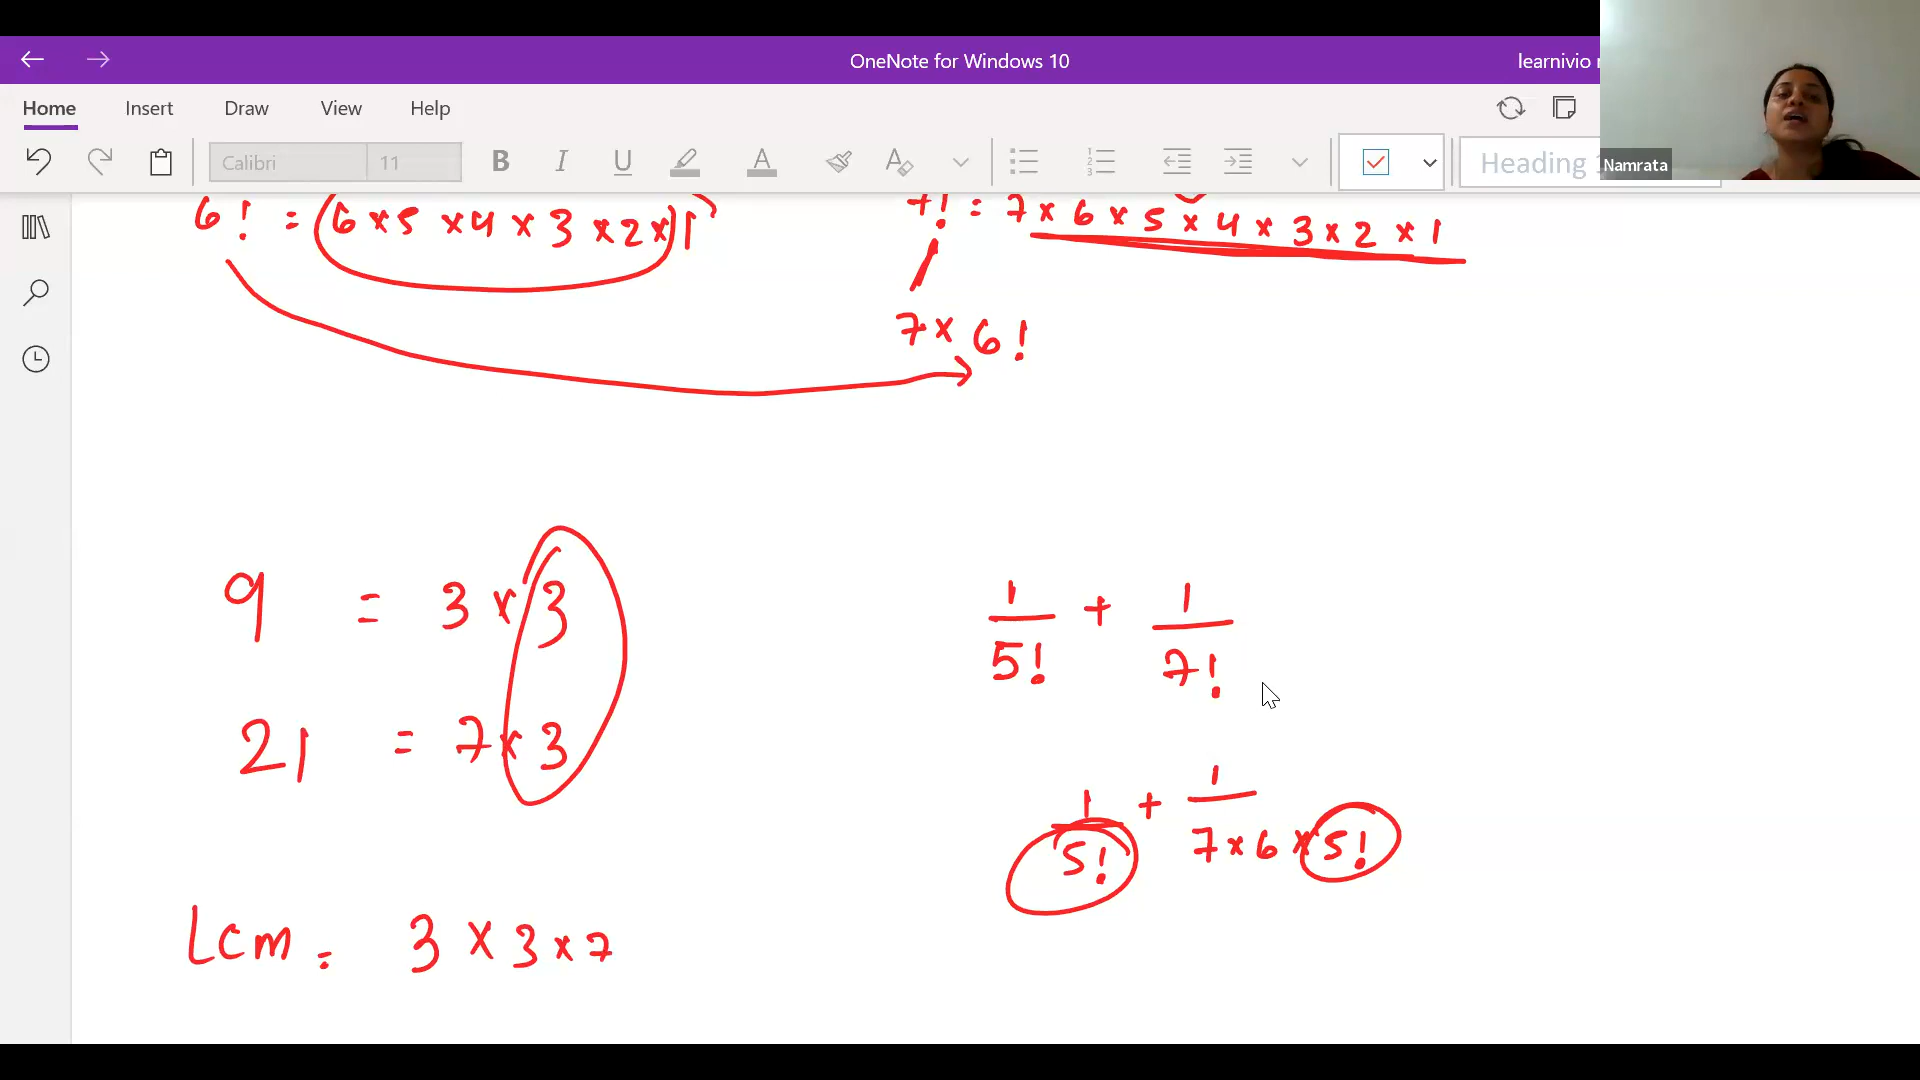 OneNote for Windows 10
learnivio
Home Insert Draw View Help
Calibri 11 B I U A A Heading
Namrata
6! = (6 × 5 × 4 × 3 × 2 ×) 1
7! = 7 × 6 × 5 × 4 × 3 × 2 × 1
7 × 6!
9 = 3 × 3
21 = 7 × 3
Lcm = 3 × 3 × 7
1/5! + 1/7!
1/5! + 1/7 × 6 × 5!